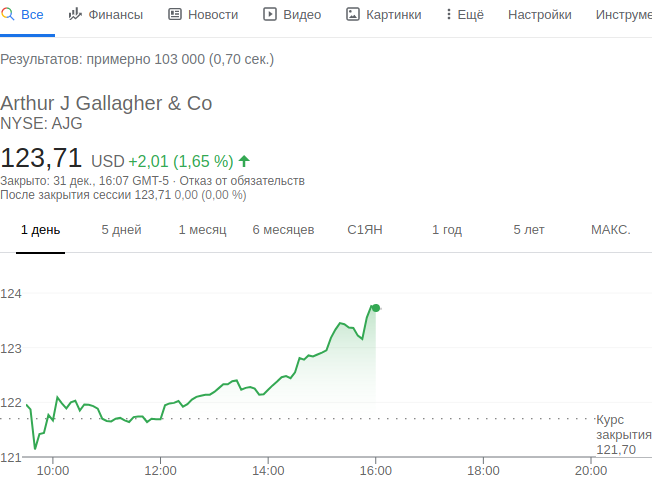 Все Финансы Новости Видео Картинки Ещё Настройки Инструме
Результатов: примерно 103 000 (0,70 сек.)
Arthur J Gallagher & Co
NYSE: AJG
123,71 USD +2,01 (1,65 %)
Закрыто: 31 дек., 16:07 GMT-5 · Отказ от обязательств
После закрытия сессии 123,71 0,00 (0,00 %)
1 день 5 дней 1 месяц 6 месяцев С1ЯН 1 год 5 лет МАКС.
124
123
122
121
Курс
закрытия
121,70
10:00 12:00 14:00 16:00 18:00 20:00